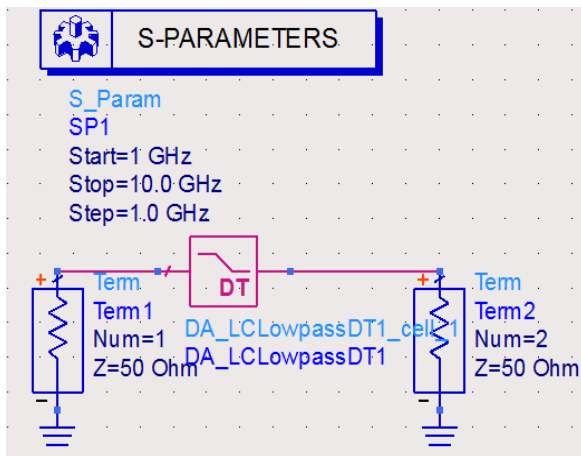 S-PARAMETERS
S_Param
SP1
Start=1 GHz
Stop=10.0 GHz
Step=1.0 GHz
+
DT
+
Term
Term1
Num=1
Z=50 Ohm
-
DA_LCLowpassDT1_cell_1
DA_LCLowpassDT1
Term
Term2
Num=2
Z=50 Ohm
-